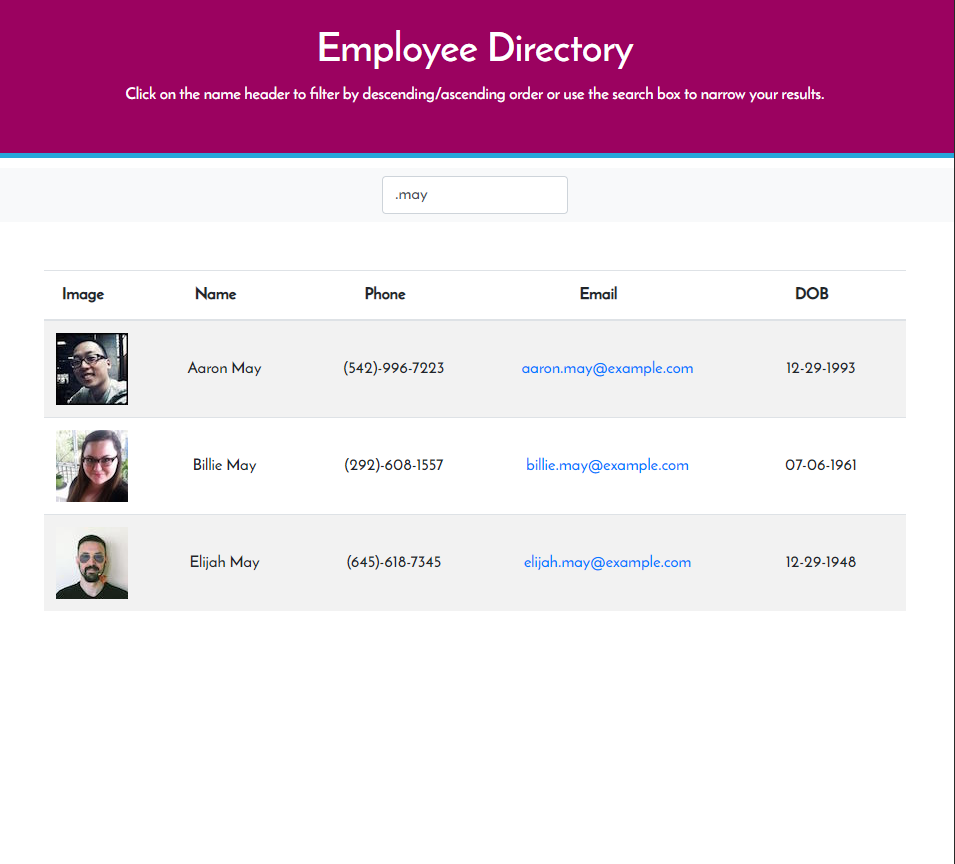 Employee Directory
Click on the name header to filter by descending/ascending order or use the search box to narrow your results.
.may
Image Name Phone Email DOB
Aaron May (542)-996-7223 aaron.may@example.com 12-29-1993
Billie May (292)-608-1557 billie.may@example.com 07-06-1961
Elijah May (645)-618-7345 elijah.may@example.com 12-29-1948